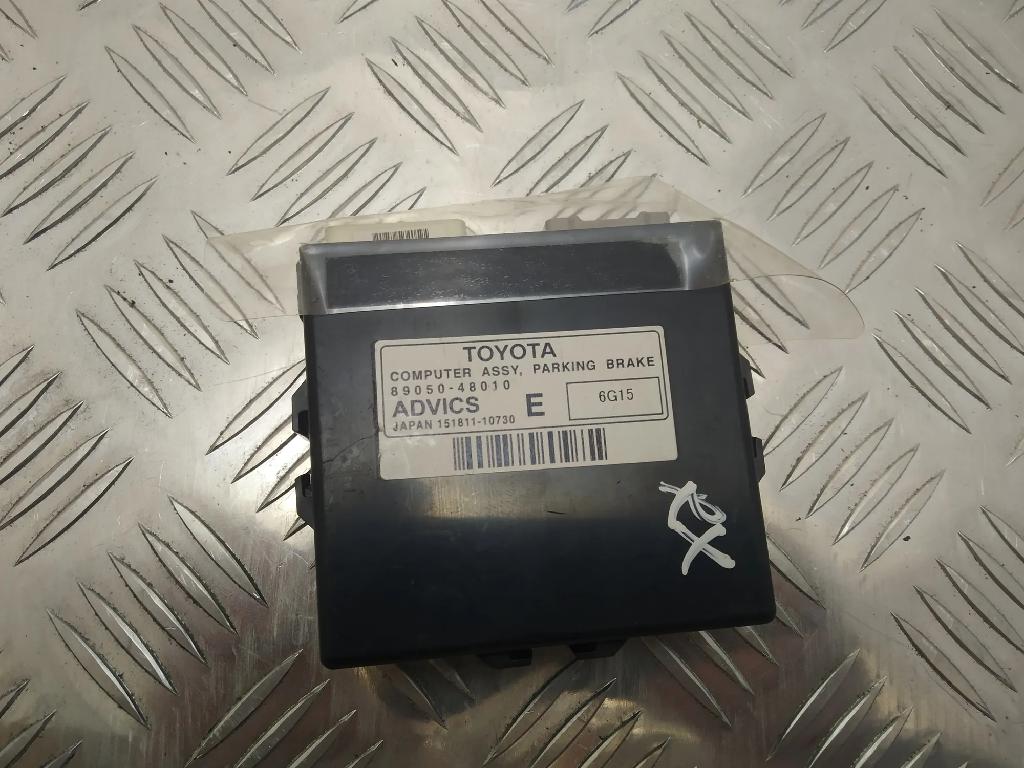 TOYOTA
COMPUTER ASSY, PARKING BRAKE
89050-48010
ADVICS E 6G15
JAPAN 151811-10730